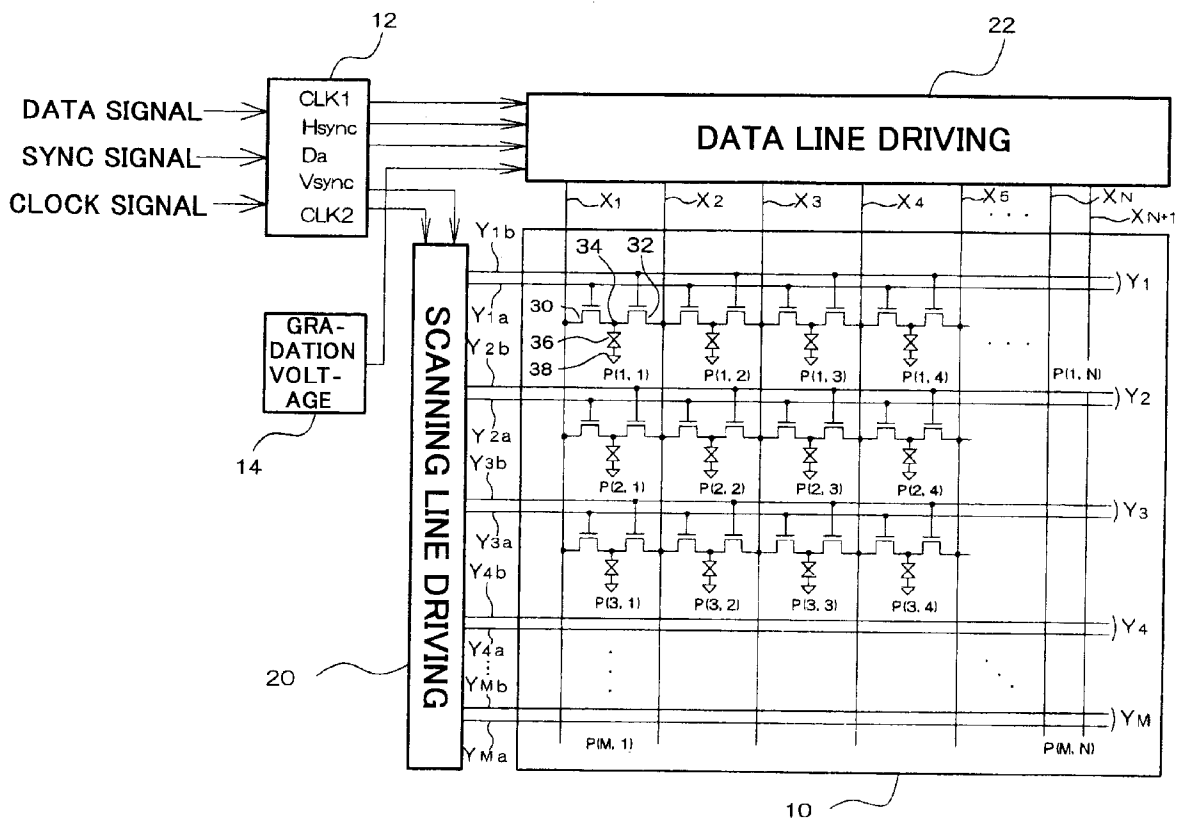 12
22
DATA SIGNAL
SYNC SIGNAL
CLOCK SIGNAL
CLK1
Hsync
Da
Vsync
CLK2
DATA LINE DRIVING
X1
X2
X3
X4
X5
. . .
XN
XN+1
GRA-
DATION
VOLT-
AGE
14
SCANNING LINE DRIVING
20
Y1b
Y1a
Y2b
Y2a
Y3b
Y3a
Y4b
Y4a
YMb
YMa
30
34
32
36
38
Y1
P(1, 1)
P(1, 2)
P(1, 3)
P(1, 4)
. . . .
P(1, N)
Y2
P(2, 1)
P(2, 2)
P(2, 3)
P(2, 4)
Y3
P(3, 1)
P(3, 2)
P(3, 3)
P(3, 4)
Y4
YM
P(M, 1)
P(M, N)
10